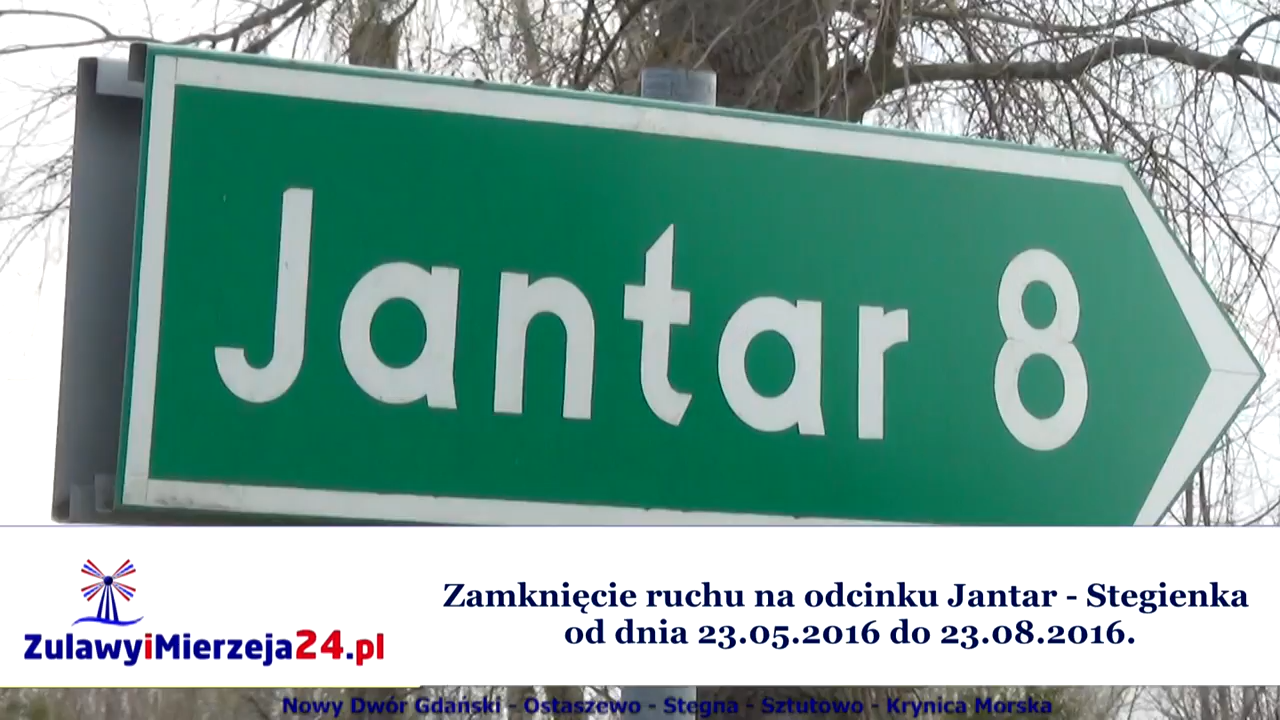 Jantar 8
Zamknięcie ruchu na odcinku Jantar - Stegienka
od dnia 23.05.2016 do 23.08.2016.
ZulawyiMierzeja24.pl
Nowy Dwór Gdański - Ostaszewo - Stegna - Sztutowo - Krynica Morska